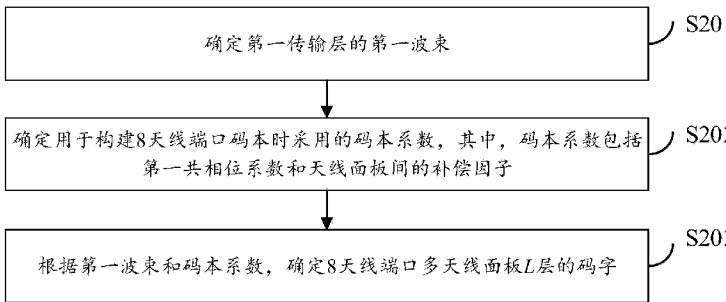 确定第一传输层的第一波束
S20
确定用于构建8天线端口码本时采用的码本系数，其中，码本系数包括
第一共相位系数和天线面板间的补偿因子
S202
根据第一波束和码本系数，确定8天线端口多天线面板L层的码字
S20